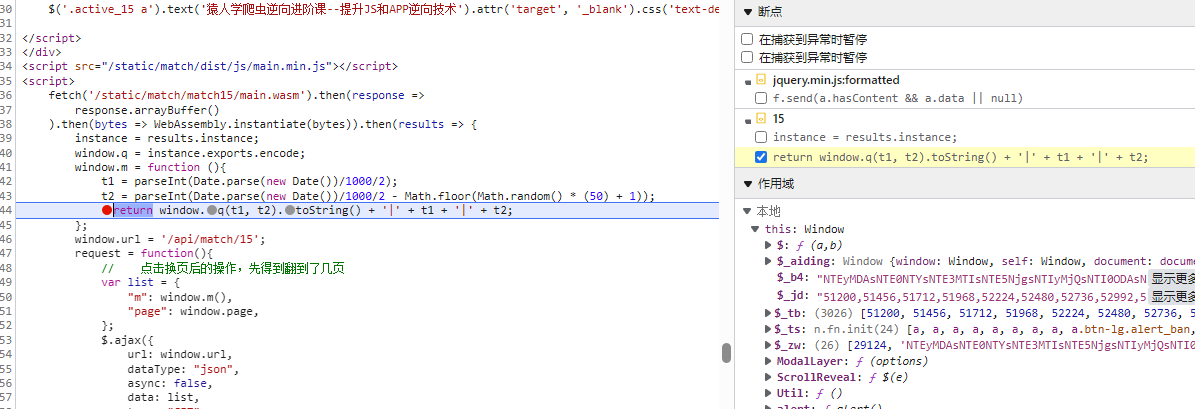 30 $('.active_15 a').text('猿人学爬虫逆向进阶课--提升JS和APP逆向技术').attr('target', '_blank').css('text-de
31
32 </script>
33 </div>
34 <script src="/static/match/dist/js/main.min.js"></script>
35 <script>
36 fetch('/static/match/match15/main.wasm').then(response =>
37 response.arrayBuffer()
38 ).then(bytes => WebAssembly.instantiate(bytes)).then(results => {
39 instance = results.instance;
40 window.q = instance.exports.encode;
41 window.m = function (){
42 t1 = parseInt(Date.parse(new Date())/1000/2);
43 t2 = parseInt(Date.parse(new Date())/1000/2 - Math.floor(Math.random() * (50) + 1));
44 return window.q(t1, t2).toString() + '|' + t1 + '|' + t2;
45 };
46 window.url = '/api/match/15';
47 request = function(){
48 // 点击换页后的操作，先得到翻到了几页
49 var list = {
50 "m": window.m(),
51 "page": window.page,
52 };
53 $.ajax({
54 url: window.url,
55 dataType: "json",
56 async: false,
57 data: list,
断点
在捕获到异常时暂停
在捕获到异常时暂停
jquery.min.js:formatted
f.send(a.hasContent && a.data || null)
15
instance = results.instance;
return window.q(t1, t2).toString() + '|' + t1 + '|' + t2;
作用域
本地
this: Window
$: ƒ (a,b)
$_aiding: Window {window: Window, self: Window, document: docume
$_b4: "NTEyMDAsNTE0NTYsNTE3MTIsNTE5NjgsNTIyMjQsNTI0ODAsN 显示更多
$_jd: "51200,51456,51712,51968,52224,52480,52736,52992,5 显示更多
$_tb: (3026) [51200, 51456, 51712, 51968, 52224, 52480, 52736, 5
$_ts: n.fn.init(24) [a, a, a, a, a, a, a, a, a.btn-lg.alert_ban,
$_zw: (26) [29124, 'NTEyMDAsNTE0NTYsNTE3MTIsNTE5NjgsNTIyMjQsNTI0
ModalLayer: ƒ (options)
ScrollReveal: ƒ $(e)
Util: ƒ ()
alert: ƒ alert()